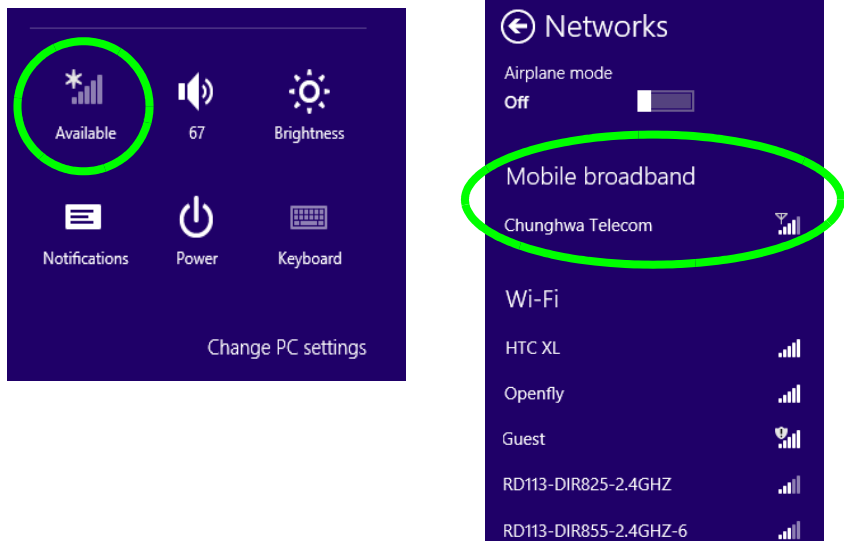 Available
67
Brightness
Notifications
Power
Keyboard
Change PC settings
Networks
Airplane mode
Off
Mobile broadband
Chunghwa Telecom
Wi-Fi
HTC XL
Openfly
Guest
RD113-DIR825-2.4GHZ
RD113-DIR855-2.4GHZ-6